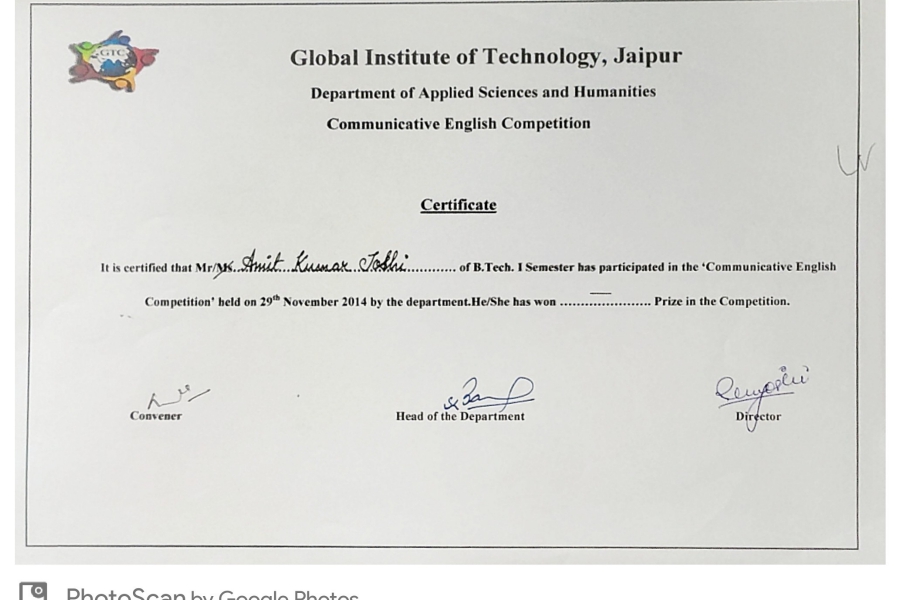 GTC
Global Institute of Technology, Jaipur
Department of Applied Sciences and Humanities
Communicative English Competition
Certificate
It is certified that Mr/Ms. Amit Kumar Joshi ............ of B.Tech. I Semester has participated in the ‘Communicative English
Competition’ held on 29th November 2014 by the department.He/She has won ...................... Prize in the Competition.
Convener
Head of the Department
Director
PhotoScan by Google Photos